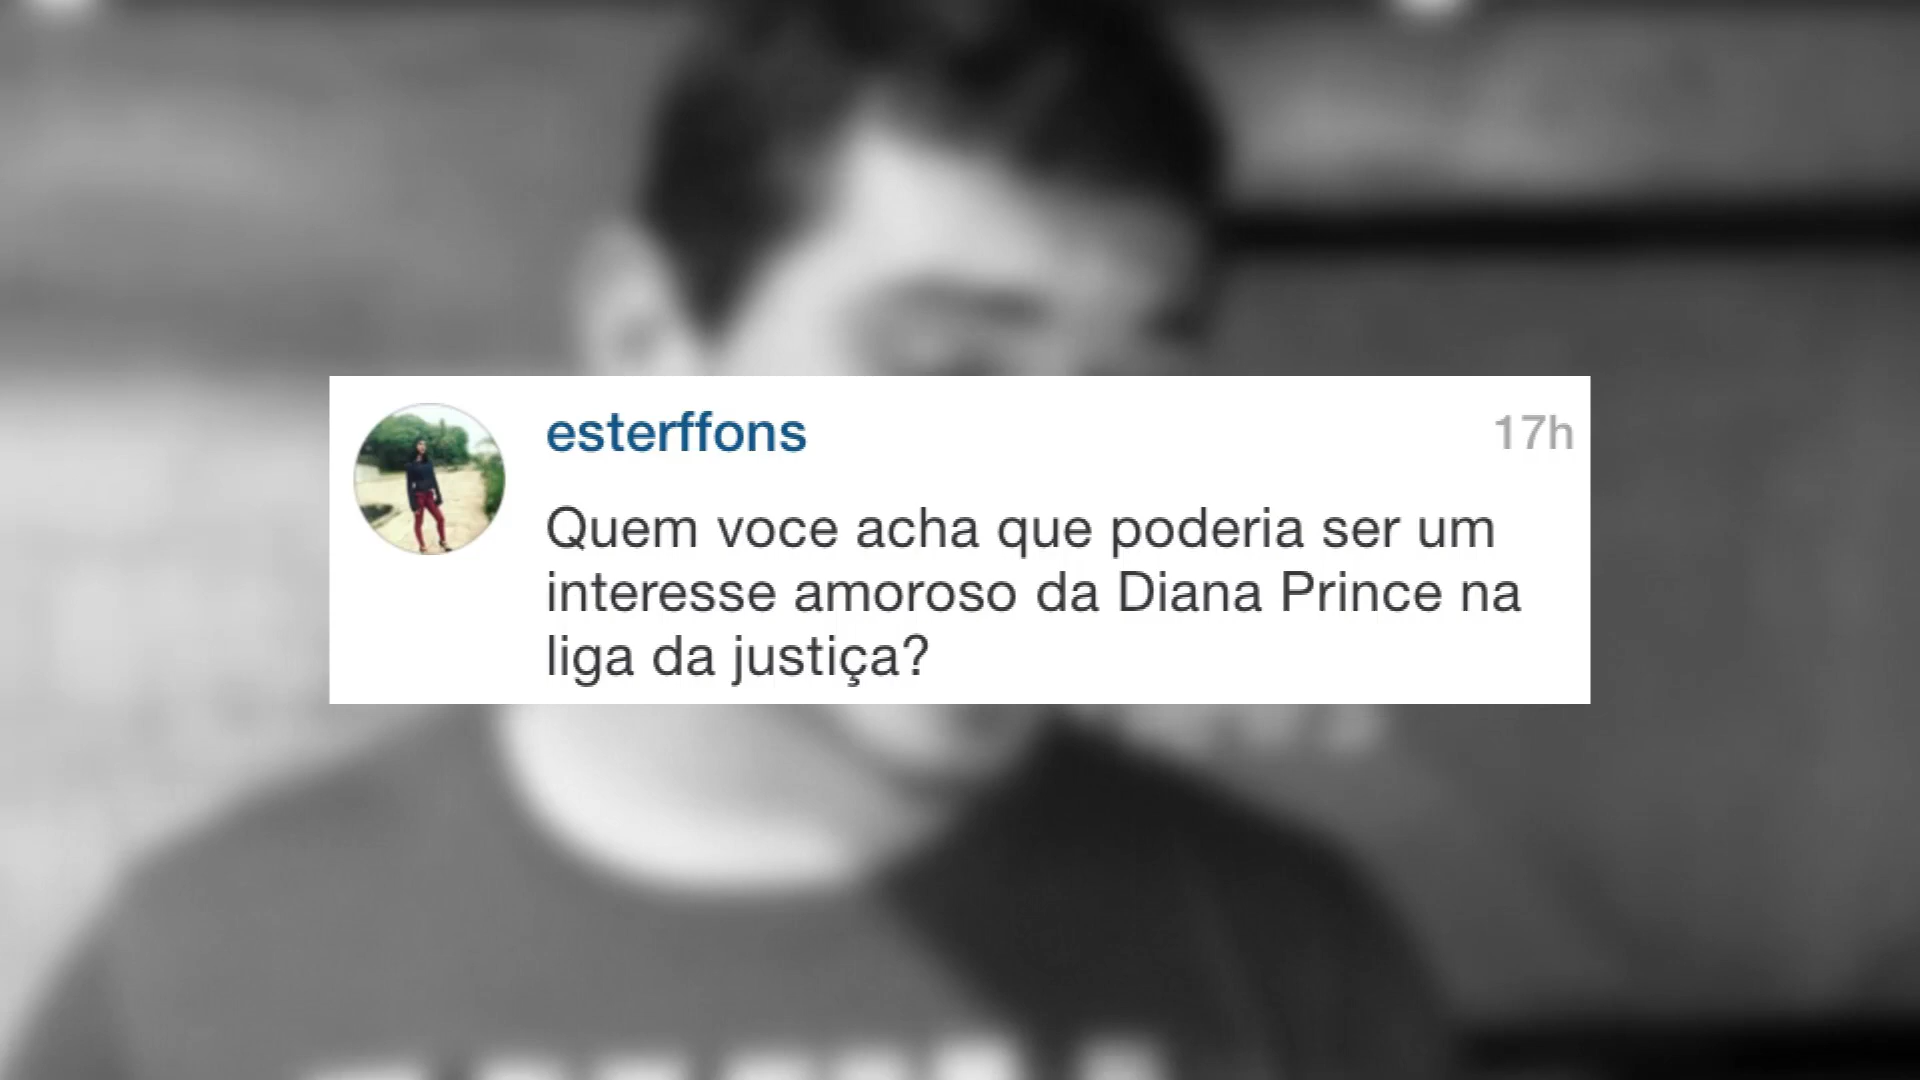 esterffons
17h
Quem voce acha que poderia ser um
interesse amoroso da Diana Prince na
liga da justiça?